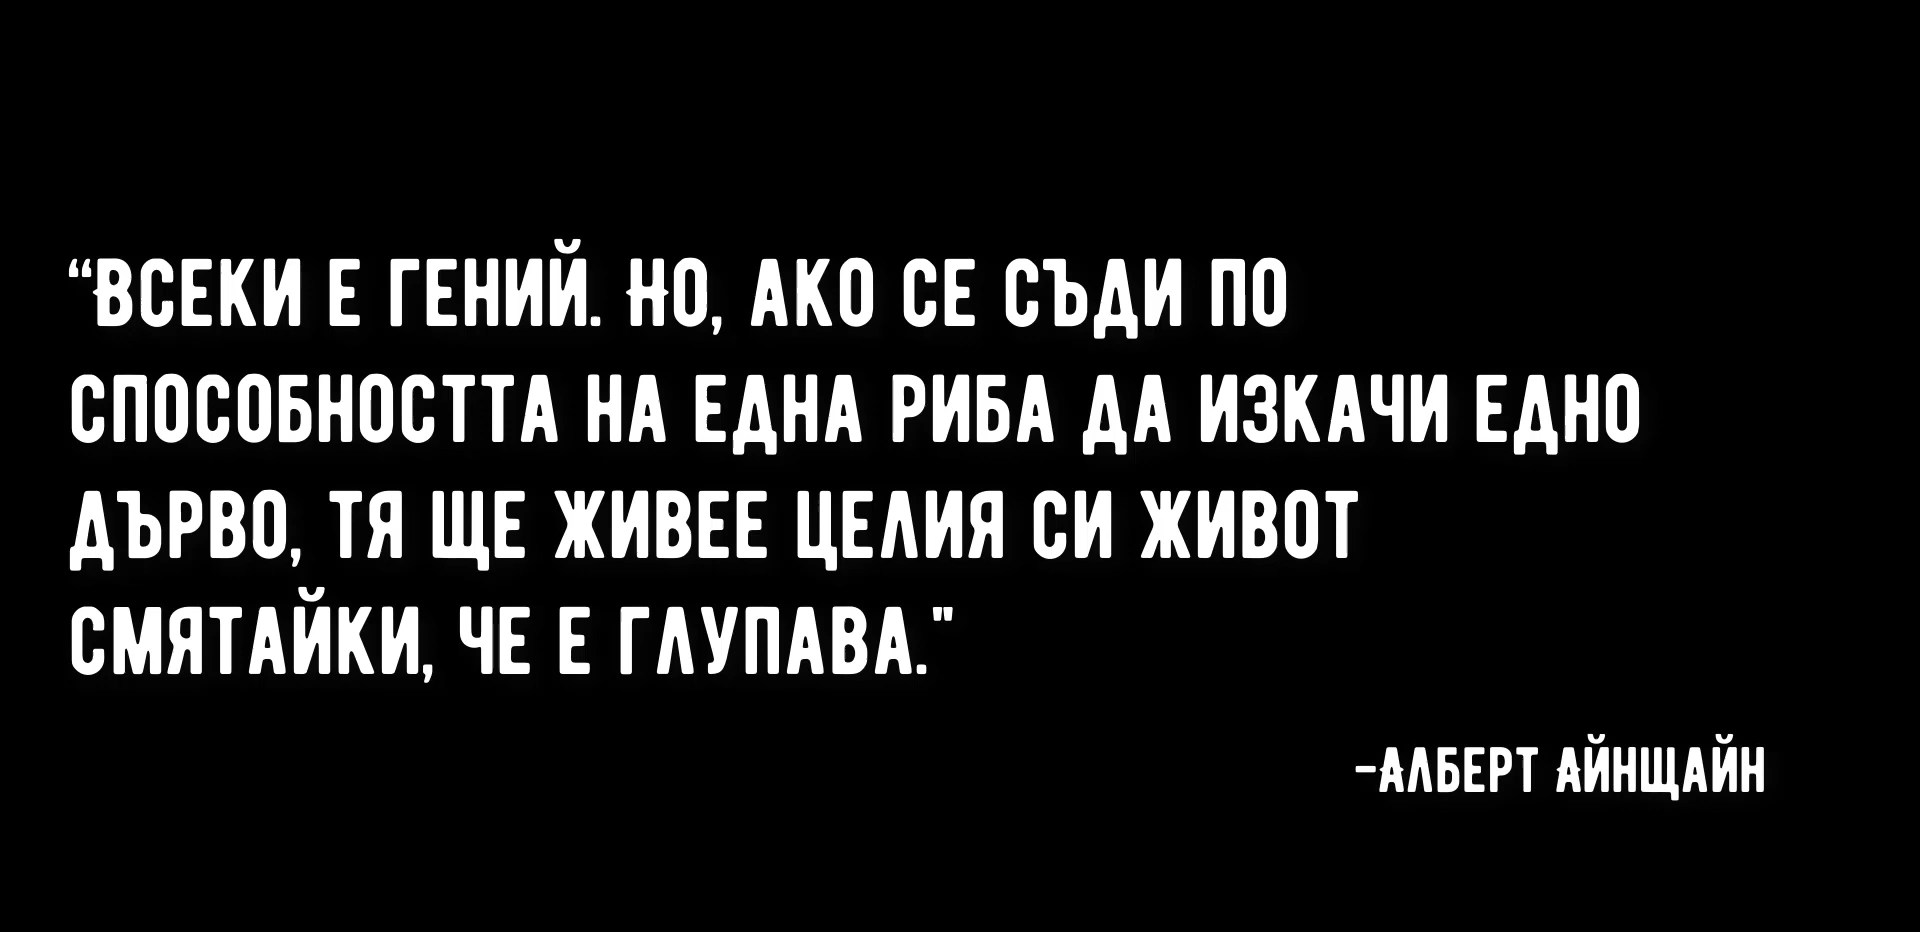 “Всеки е гений. Но, ако се съди по
способността на една риба да изкачи едно
дърво, тя ще живее целия си живот
смятайки, че е глупава."
-Алберт Айнщайн